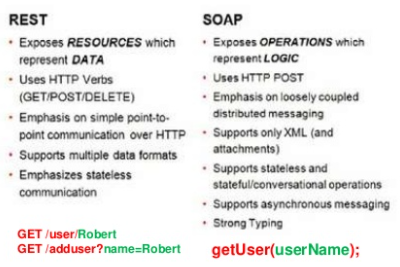 REST
• Exposes RESOURCES which
represent DATA
• Uses HTTP Verbs
(GET/POST/DELETE)
• Emphasis on simple point-to-
point communication over HTTP
• Supports multiple data formats
• Emphasizes stateless
communication
GET /user/Robert
GET /adduser?name=Robert
SOAP
• Exposes OPERATIONS which
represent LOGIC
• Uses HTTP POST
• Emphasis on loosely coupled
distributed messaging
• Supports only XML (and
attachments)
• Supports stateless and
stateful/conversational operations
• Supports asynchronous messaging
• Strong Typing
getUser(userName);